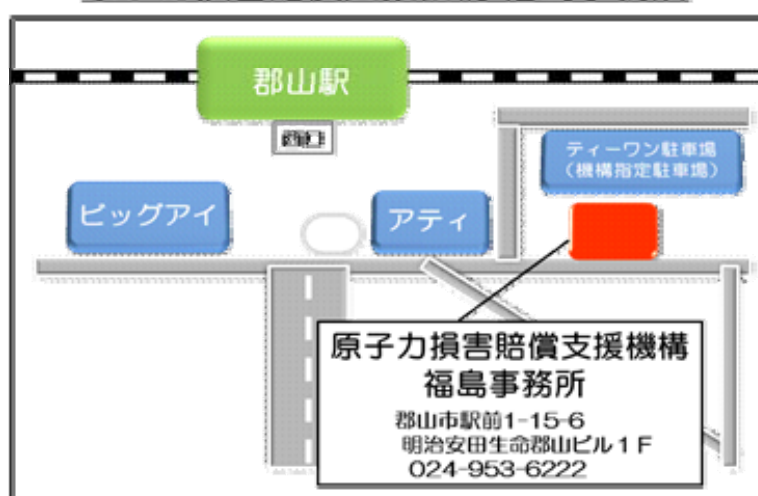 郡山駅
ティーワン駐車場
(機構指定駐車場)
ビッグアイ
アティ
原子力損害賠償支援機構
福島事務所
郡山市駅前1-15-6
明治安田生命郡山ビル1F
024-953-6222